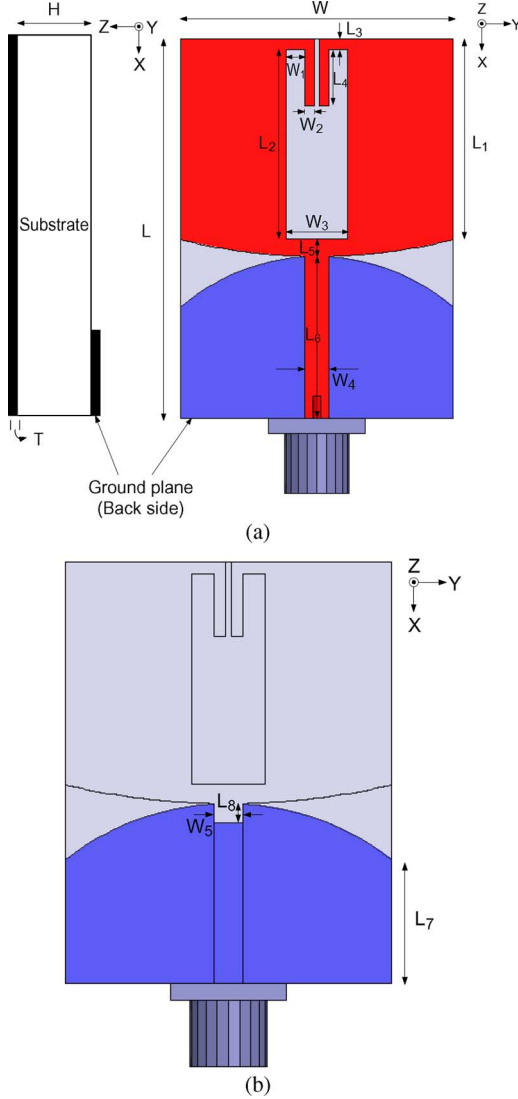 H
Z
Y
X
Substrate
L
T
Ground plane
(Back side)
W
Z
Y
X
L3
W1
L4
W2
L2
L1
W3
L5
L6
W4
(a)
Z
Y
X
L8
W5
L7
(b)